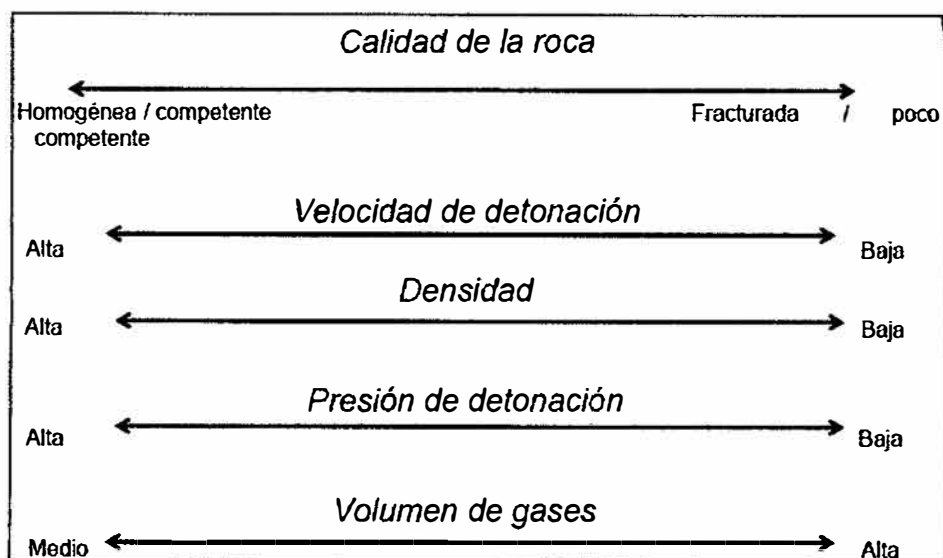 Calidad de la roca
Homogénea / competente Fracturada / poco
competente
Velocidad de detonación
Alta Baja
Densidad
Alta Baja
Presión de detonación
Alta Baja
Volumen de gases
Medio Alta